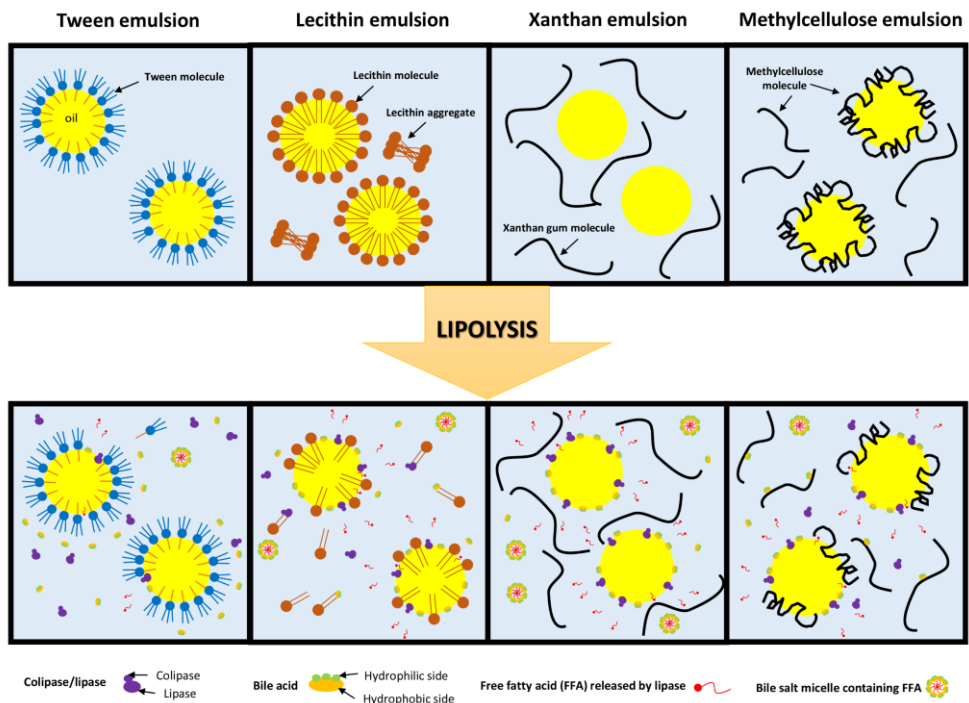 Tween emulsion
Lecithin emulsion
Xanthan emulsion
Methylcellulose emulsion
Tween molecule
oil
Lecithin molecule
Lecithin aggregate
Xanthan gum molecule
Methylcellulose
molecule
LIPOLYSIS
Colipase/lipase
Colipase
Lipase
Bile acid
Hydrophilic side
Hydrophobic side
Free fatty acid (FFA) released by lipase
Bile salt micelle containing FFA